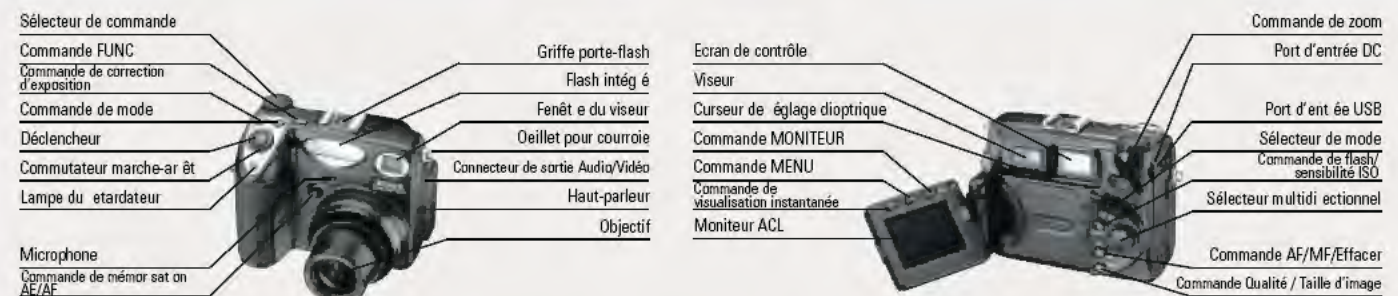 Sélecteur de commande
Commande FUNC
Commande de correction
d'exposition
Commande de mode
Déclencheur
Commutateur marche-ar êt
Lampe du etardateur
Microphone
Commande de mémor sat on
AE/AF
Griffe porte-flash
Flash intég é
Fenêt e du viseur
Oeillet pour courroie
Connecteur de sortie Audio/Vidéo
Haut-parleur
Objectif
Ecran de contrôle
Viseur
Curseur de églage dioptrique
Commande MONITEUR
Commande MENU
Commande de
visualisation instantanée
Moniteur ACL
Commande de zoom
Port d'entrée DC
Port d'ent ée USB
Sélecteur de mode
Commande de flash/
sensibilité ISO
Sélecteur multidi ectionnel
Commande AF/MF/Effacer
Commande Qualité / Taille d'image